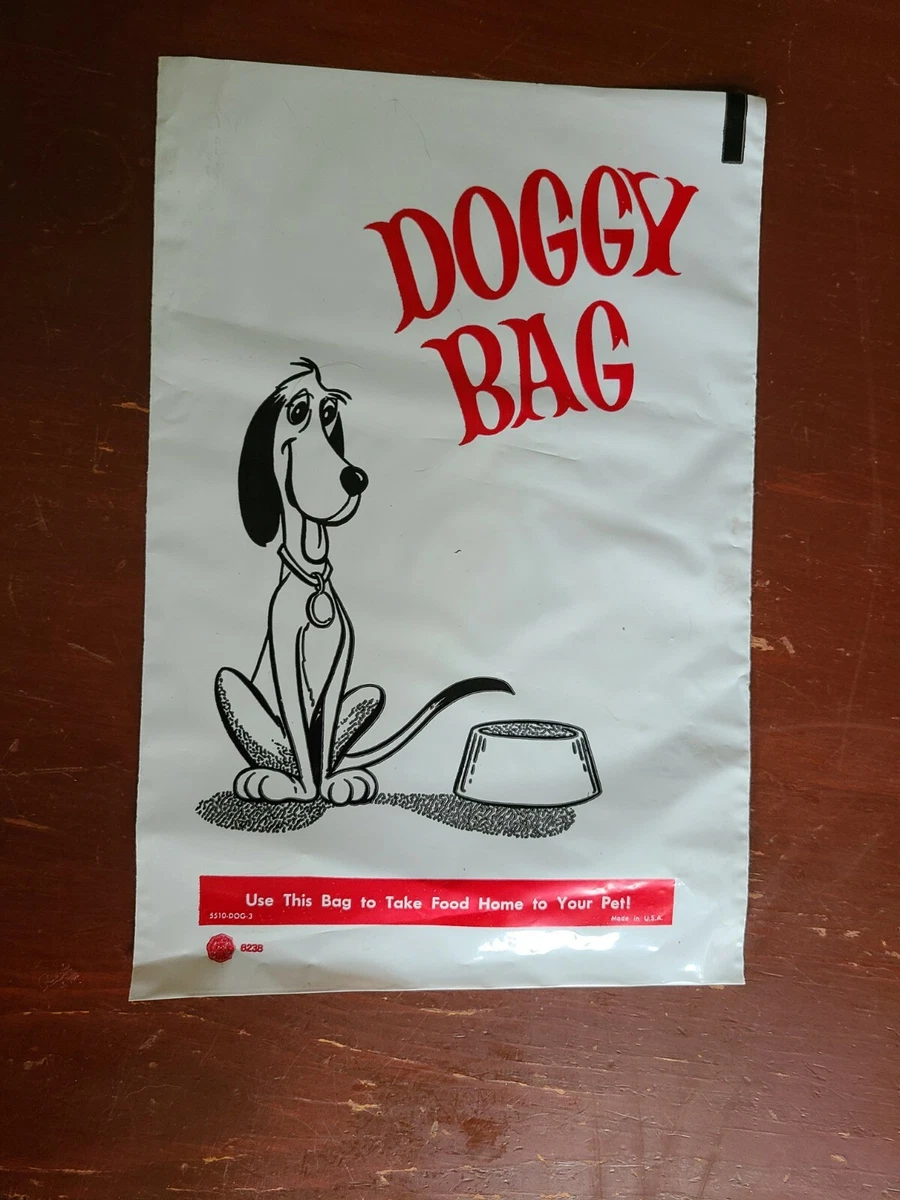 DOGGY
BAG
Use This Bag to Take Food Home to Your Pet!
5510-DOG-3
Made in U.S.A.
8238